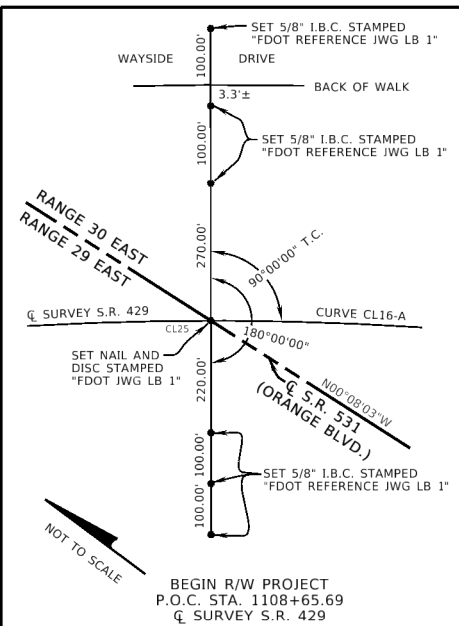 SET 5/8" I.B.C. STAMPED
"FDOT REFERENCE JWG LB 1"
100.00'
WAYSIDE DRIVE
BACK OF WALK
3.3'±
100.00'
SET 5/8" I.B.C. STAMPED
"FDOT REFERENCE JWG LB 1"
RANGE 30 EAST
RANGE 29 EAST
270.00'
90°00'00" T.C.
℄ SURVEY S.R. 429
CURVE CL16-A
CL25
180°00'00"
SET NAIL AND
DISC STAMPED
"FDOT JWG LB 1"
220.00'
N00°08'03"W
℄ S.R. 531
(ORANGE BLVD.)
100.00'
100.00'
SET 5/8" I.B.C. STAMPED
"FDOT REFERENCE JWG LB 1"
NOT TO SCALE
BEGIN R/W PROJECT
P.O.C. STA. 1108+65.69
℄ SURVEY S.R. 429